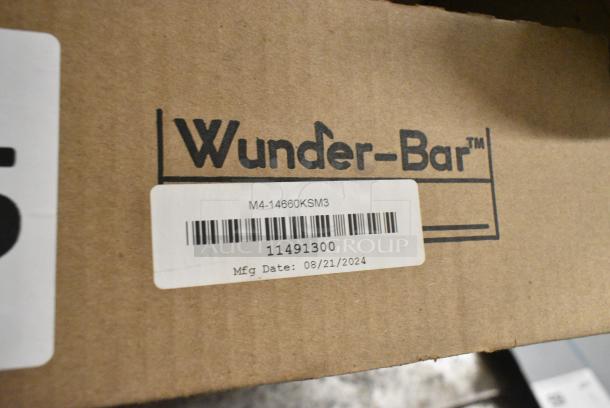 Wunder-Bar™
M4-14660KSM3
11491300
Mfg Date: 08/21/2024